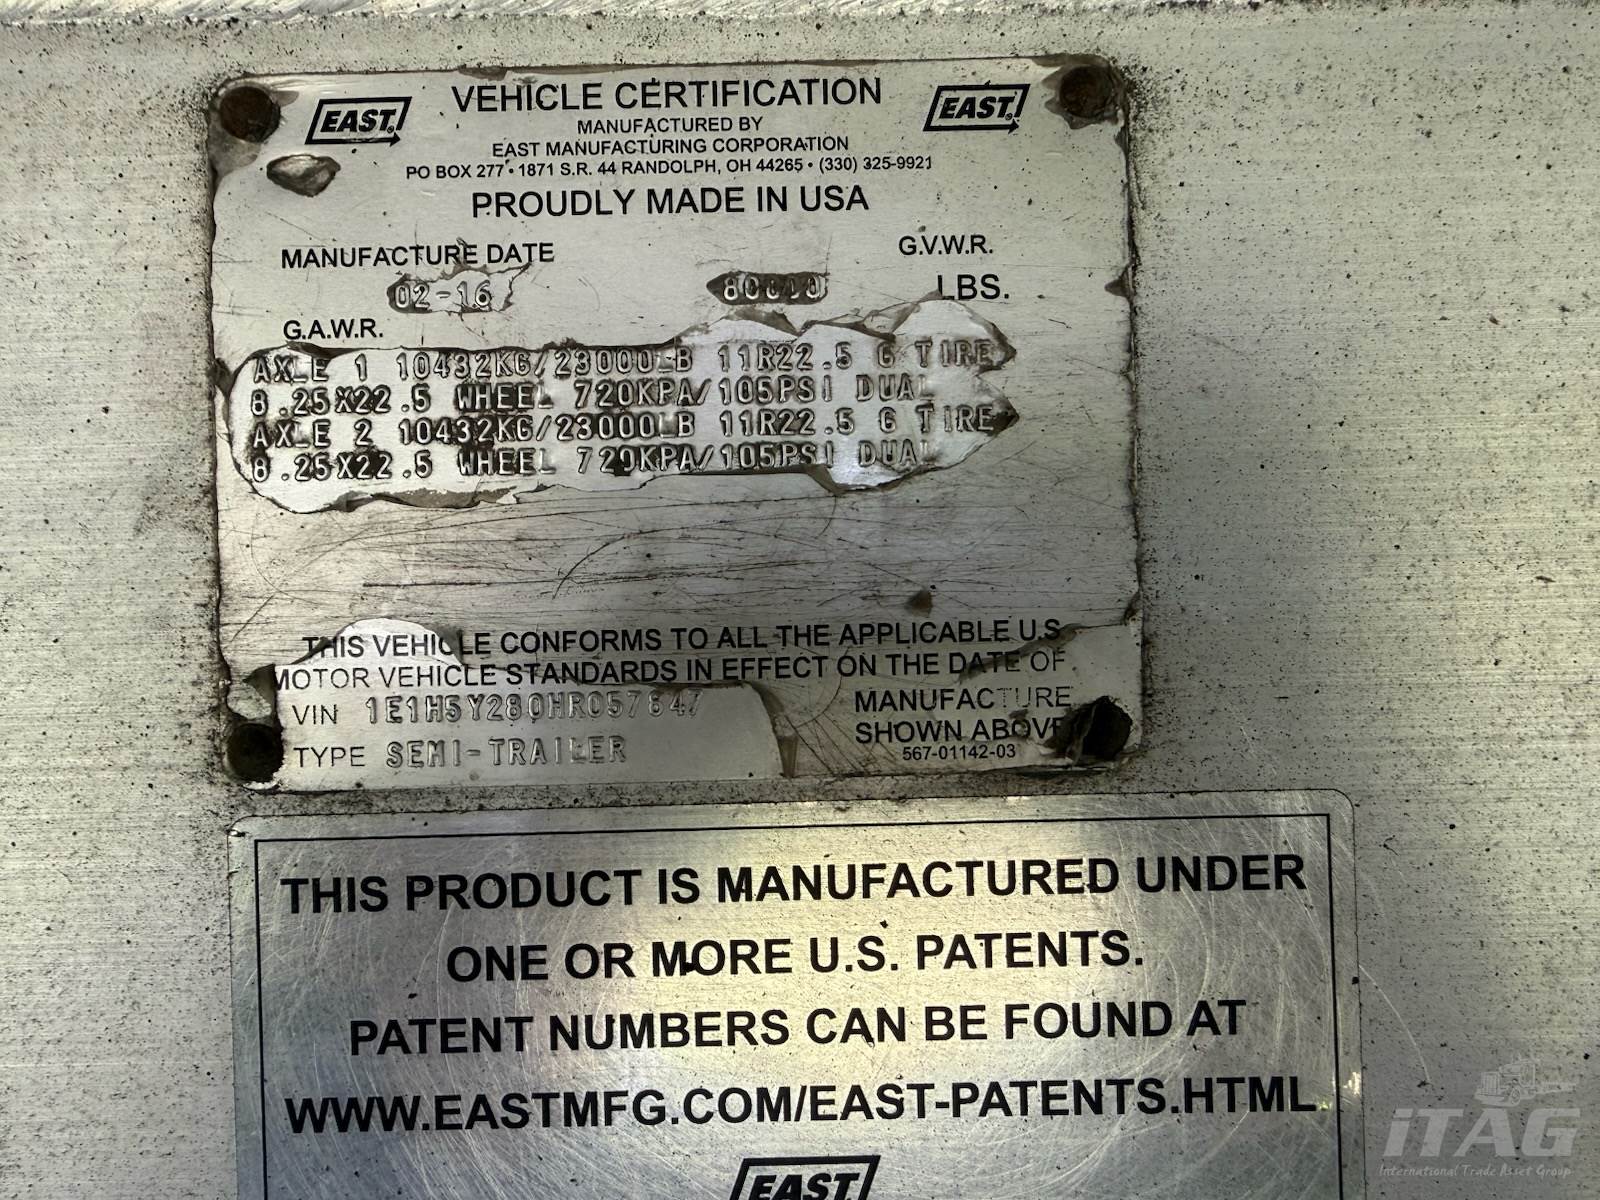 EAST® VEHICLE CERTIFICATION EAST®
MANUFACTURED BY
EAST MANUFACTURING CORPORATION
PO BOX 277 • 1871 S.R. 44 RANDOLPH, OH 44265 • (330) 325-9921
PROUDLY MADE IN USA
MANUFACTURE DATE G.V.W.R.
02-16 80000 LBS.
G.A.W.R.
AXLE 1 10432KG/23000LB 11R22.5 G TIRE
8.25X22.5 WHEEL 720KPA/105PSI DUAL
AXLE 2 10432KG/23000LB 11R22.5 G TIRE
8.25X22.5 WHEEL 720KPA/105PSI DUAL
THIS VEHICLE CONFORMS TO ALL THE APPLICABLE U.S.
MOTOR VEHICLE STANDARDS IN EFFECT ON THE DATE OF
MANUFACTURE
VIN 1E1H5Y280HR057847
SHOWN ABOVE
TYPE SEMI-TRAILER
567-01142-03
THIS PRODUCT IS MANUFACTURED UNDER
ONE OR MORE U.S. PATENTS.
PATENT NUMBERS CAN BE FOUND AT
WWW.EASTMFG.COM/EAST-PATENTS.HTML
EAST
iTAG
International Trade Asset Group